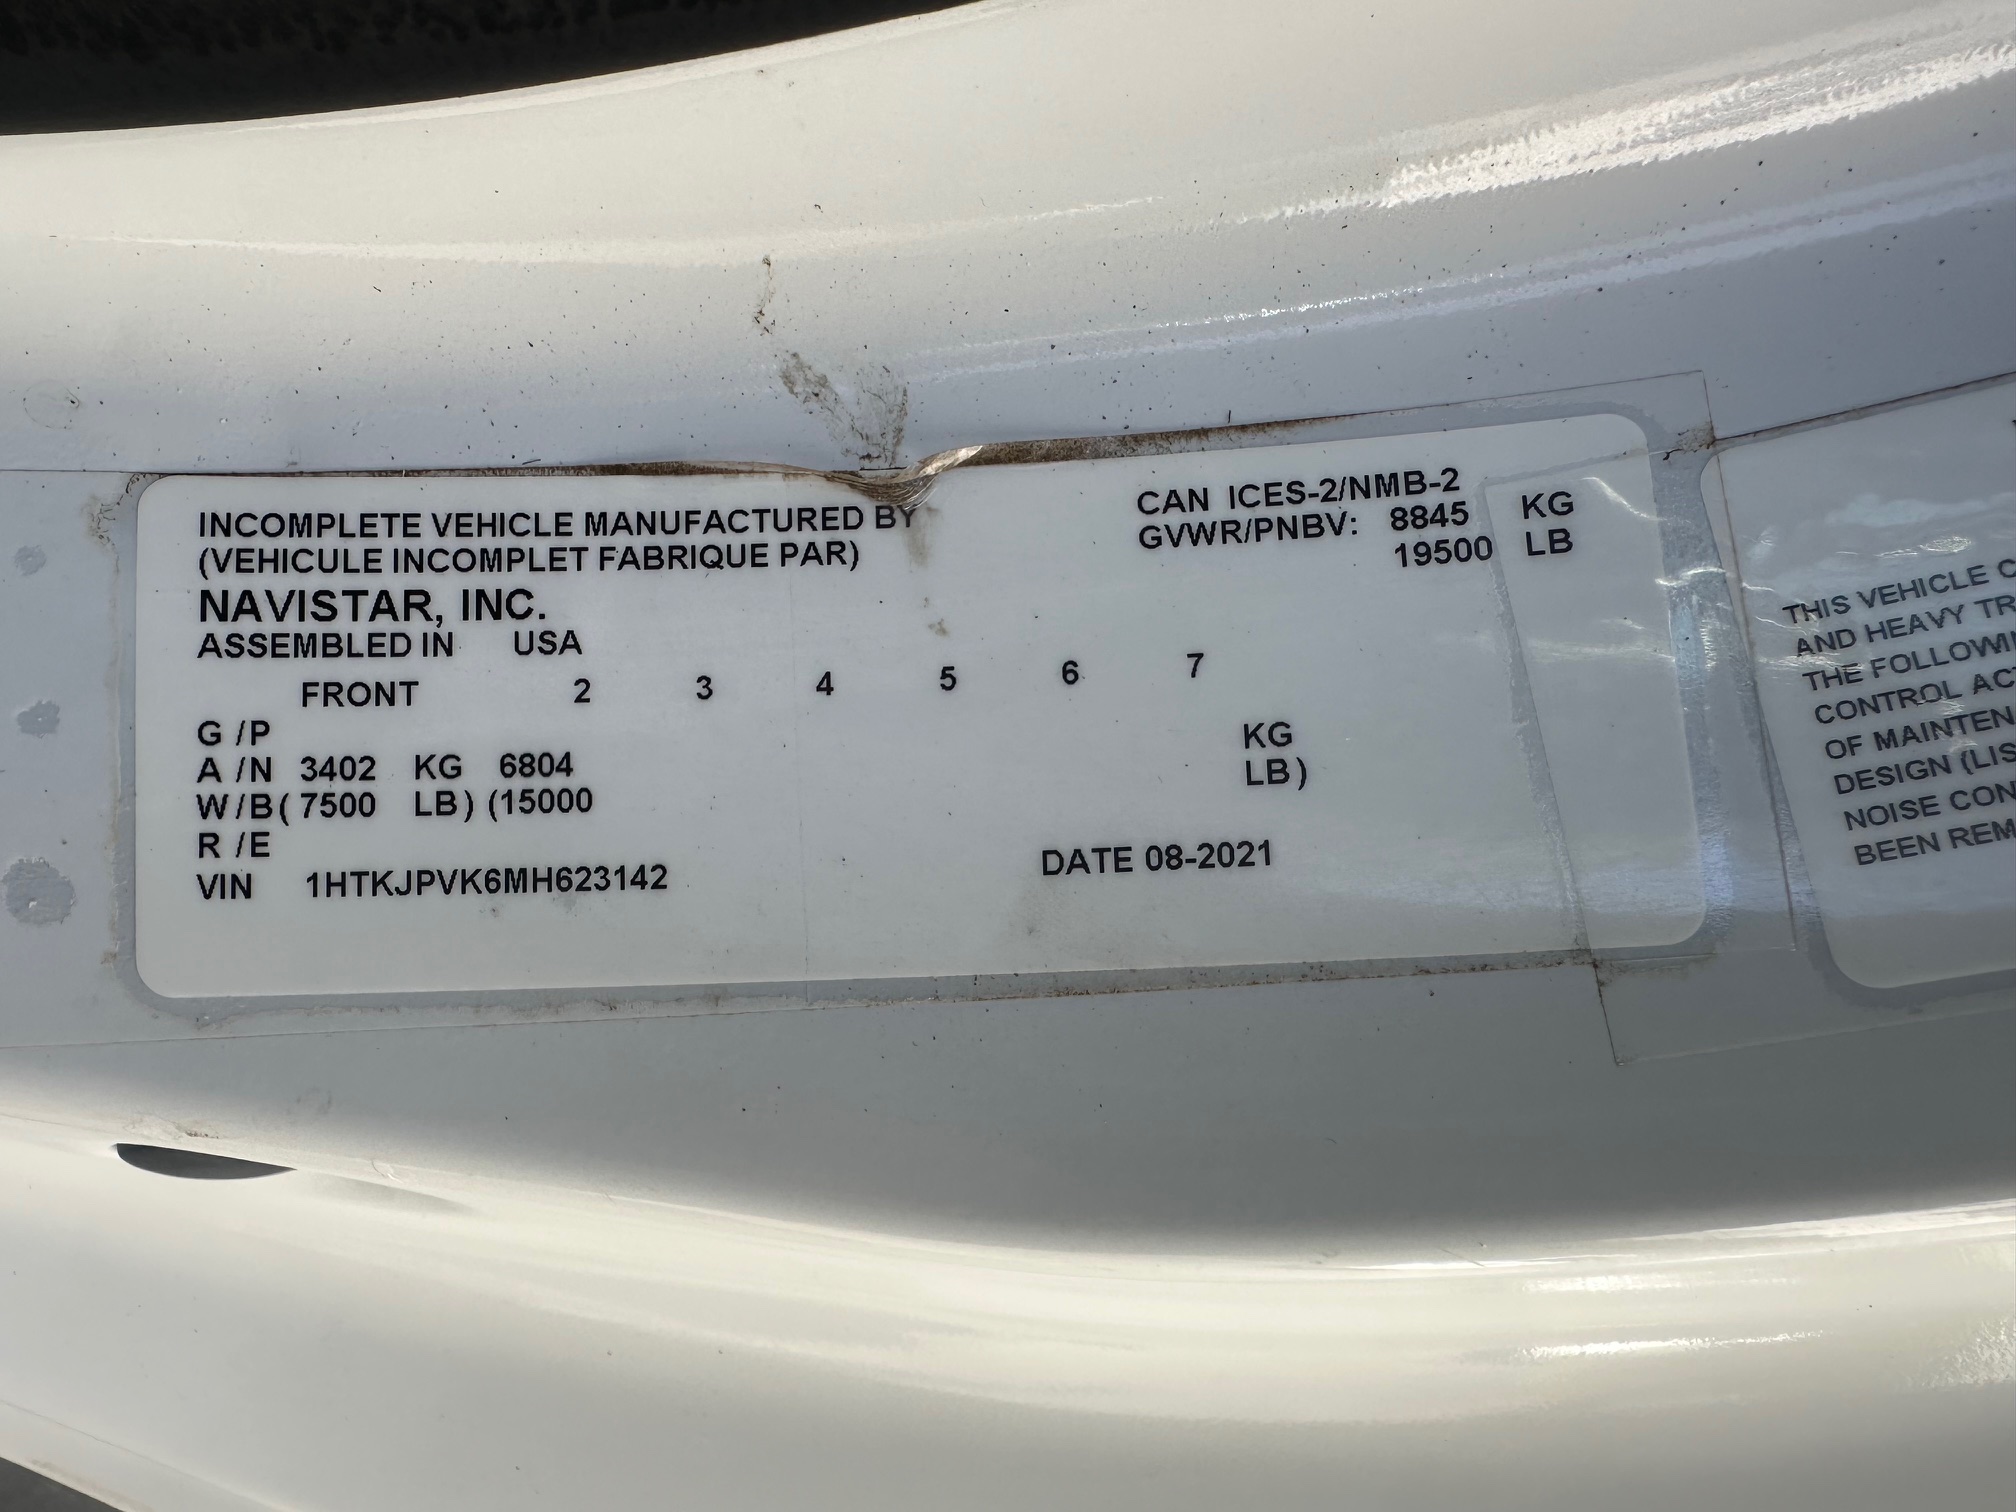 INCOMPLETE VEHICLE MANUFACTURED BY
(VEHICULE INCOMPLET FABRIQUE PAR)
NAVISTAR, INC.
ASSEMBLED IN USA
CAN ICES-2/NMB-2
GVWR/PNBV: 8845 KG
19500 LB
FRONT 2 3 4 5 6 7
G /P
A /N 3402 KG 6804 KG
W/B ( 7500 LB) (15000 LB)
R /E
VIN 1HTKJPVK6MH623142
DATE 08-2021
THIS VEHICLE C
AND HEAVY TR
THE FOLLOWI
CONTROL AC
OF MAINTEN
DESIGN (LIS
NOISE CON
BEEN REM